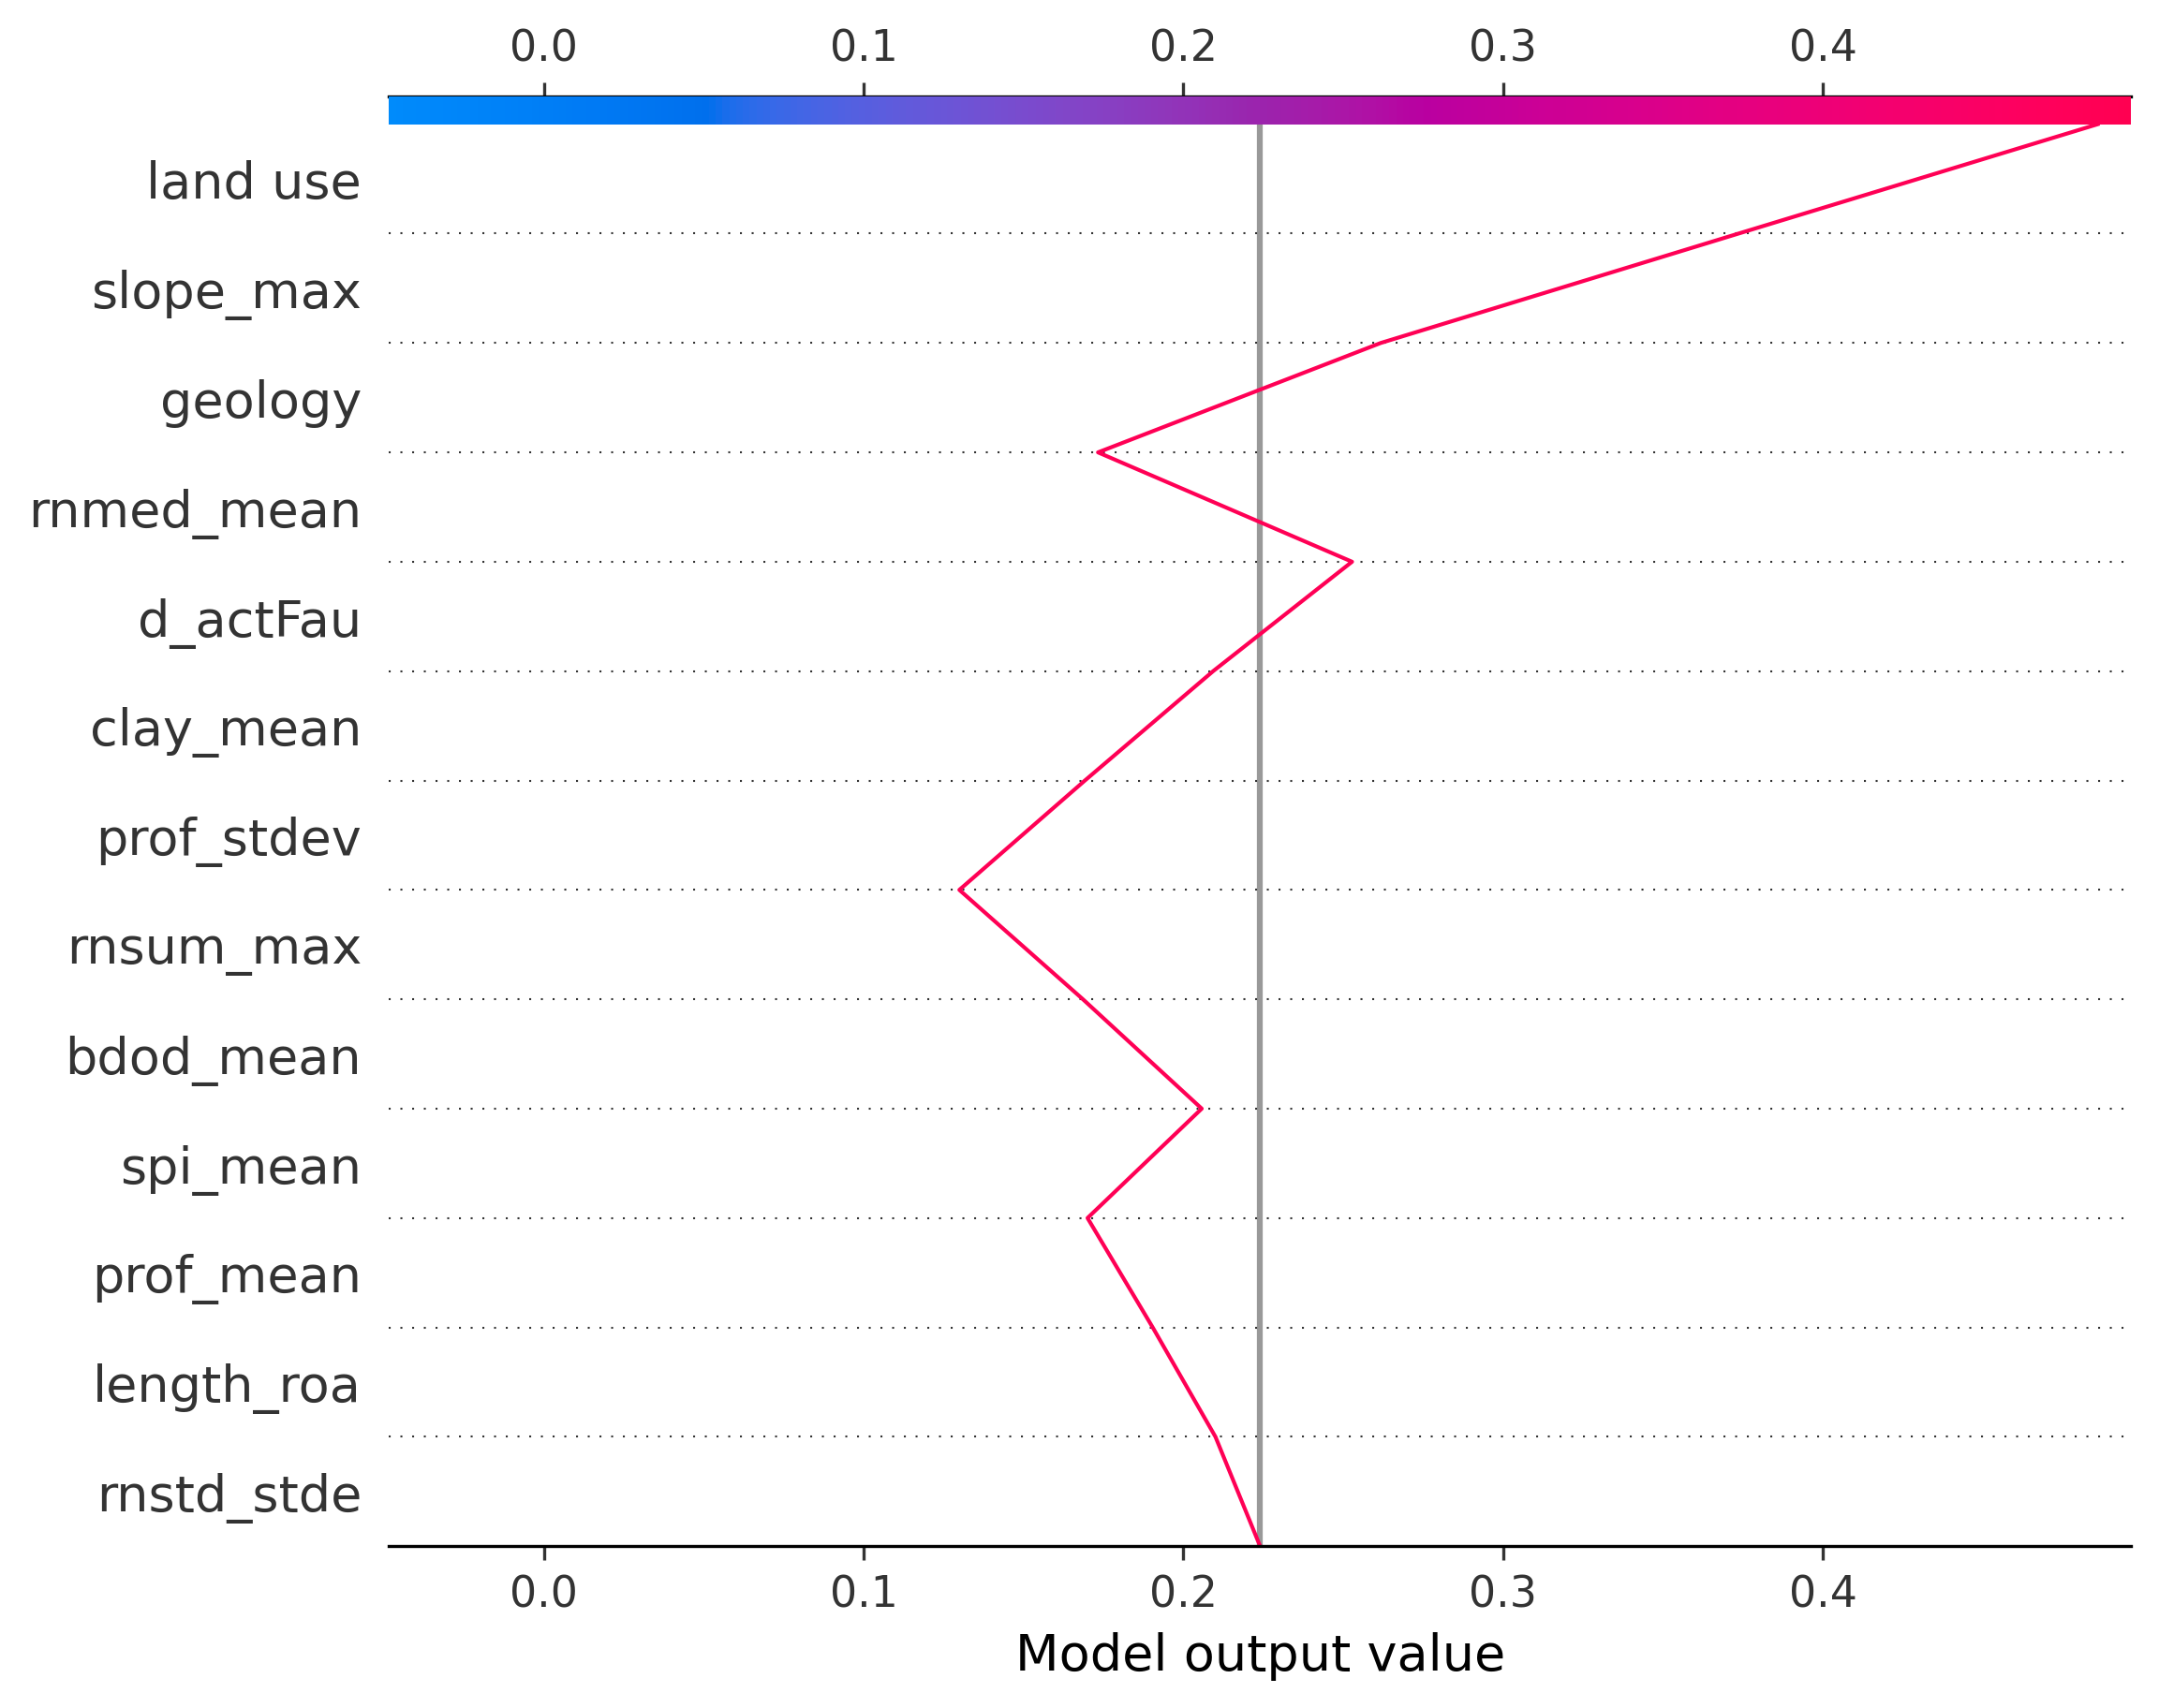 0.0 0.1 0.2 0.3 0.4
land use
slope_max
geology
rnmed_mean
d_actFau
clay_mean
prof_stdev
rnsum_max
bdod_mean
spi_mean
prof_mean
length_roa
rnstd_stde
0.0 0.1 0.2 0.3 0.4
Model output value